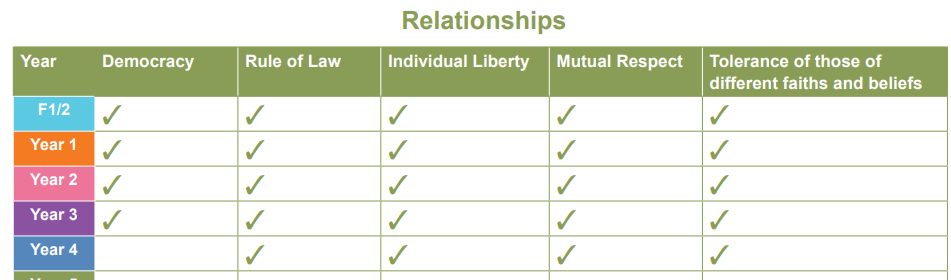 Relationships
Year Democracy Rule of Law Individual Liberty Mutual Respect Tolerance of those of
different faiths and beliefs
F1/2 ✓ ✓ ✓ ✓ ✓
Year 1 ✓ ✓ ✓ ✓ ✓
Year 2 ✓ ✓ ✓ ✓ ✓
Year 3 ✓ ✓ ✓ ✓ ✓
Year 4 ✓ ✓ ✓ ✓